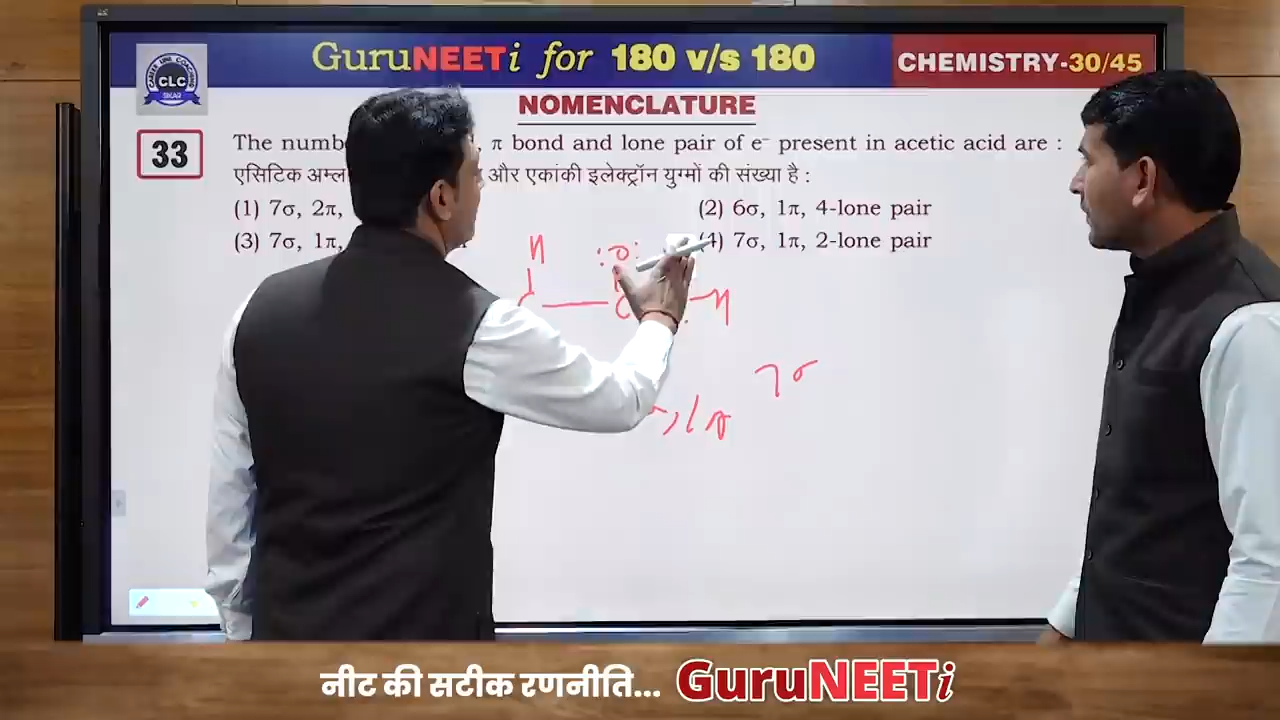 GuruNEETi for 180 v/s 180
CHEMISTRY-30/45
CLC
SIKAR
NOMENCLATURE
33
The numb , π bond and lone pair of e⁻ present in acetic acid are :
एसिटिक अम्ल और एकांकी इलेक्ट्रॉन युग्मों की संख्या है :
(1) 7σ, 2π,
(2) 6σ, 1π, 4-lone pair
(3) 7σ, 1π,
(4) 7σ, 1π, 2-lone pair
H :O:
C C H
7σ
, 1π
नीट की सटीक रणनीति... GuruNEETi